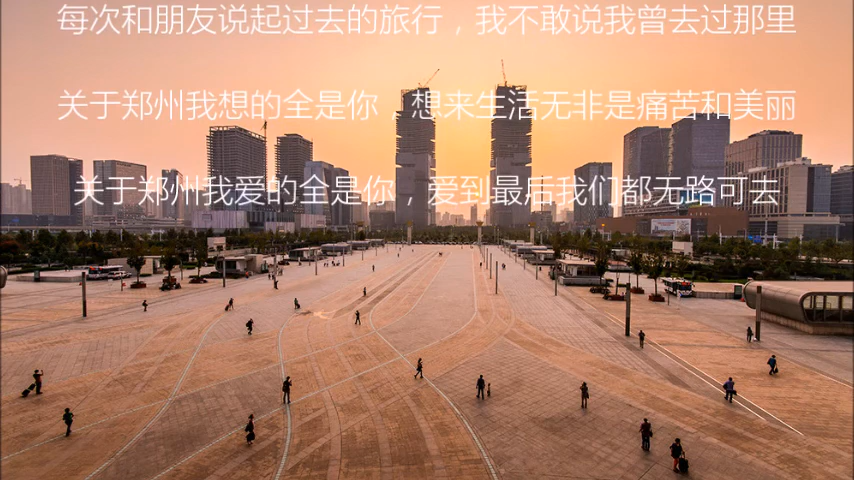 每次和朋友说起过去的旅行，我不敢说我曾去过那里
关于郑州我想的全是你，想来生活无非是痛苦和美丽
关于郑州我爱的全是你，爱到最后我们都无路可去